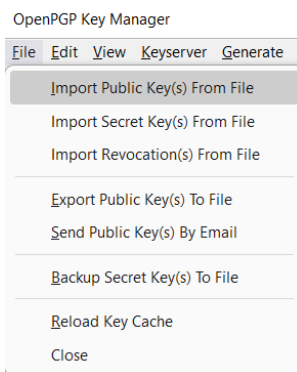 OpenPGP Key Manager
File Edit View Keyserver Generate
Import Public Key(s) From File
Import Secret Key(s) From File
Import Revocation(s) From File
Export Public Key(s) To File
Send Public Key(s) By Email
Backup Secret Key(s) To File
Reload Key Cache
Close